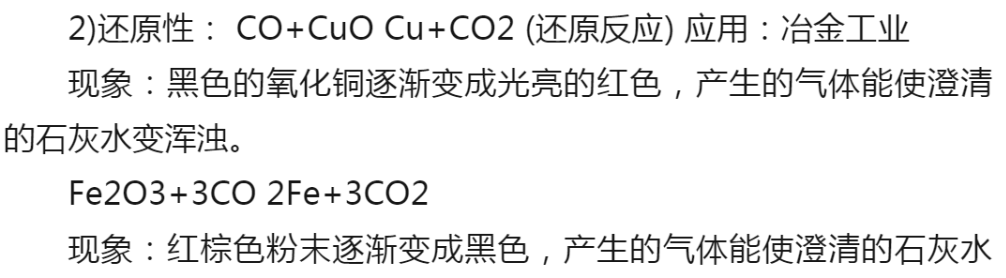 2)还原性： CO+CuO Cu+CO2 (还原反应) 应用：冶金工业
现象：黑色的氧化铜逐渐变成光亮的红色，产生的气体能使澄清
的石灰水变浑浊。
Fe2O3+3CO 2Fe+3CO2
现象：红棕色粉末逐渐变成黑色，产生的气体能使澄清的石灰水